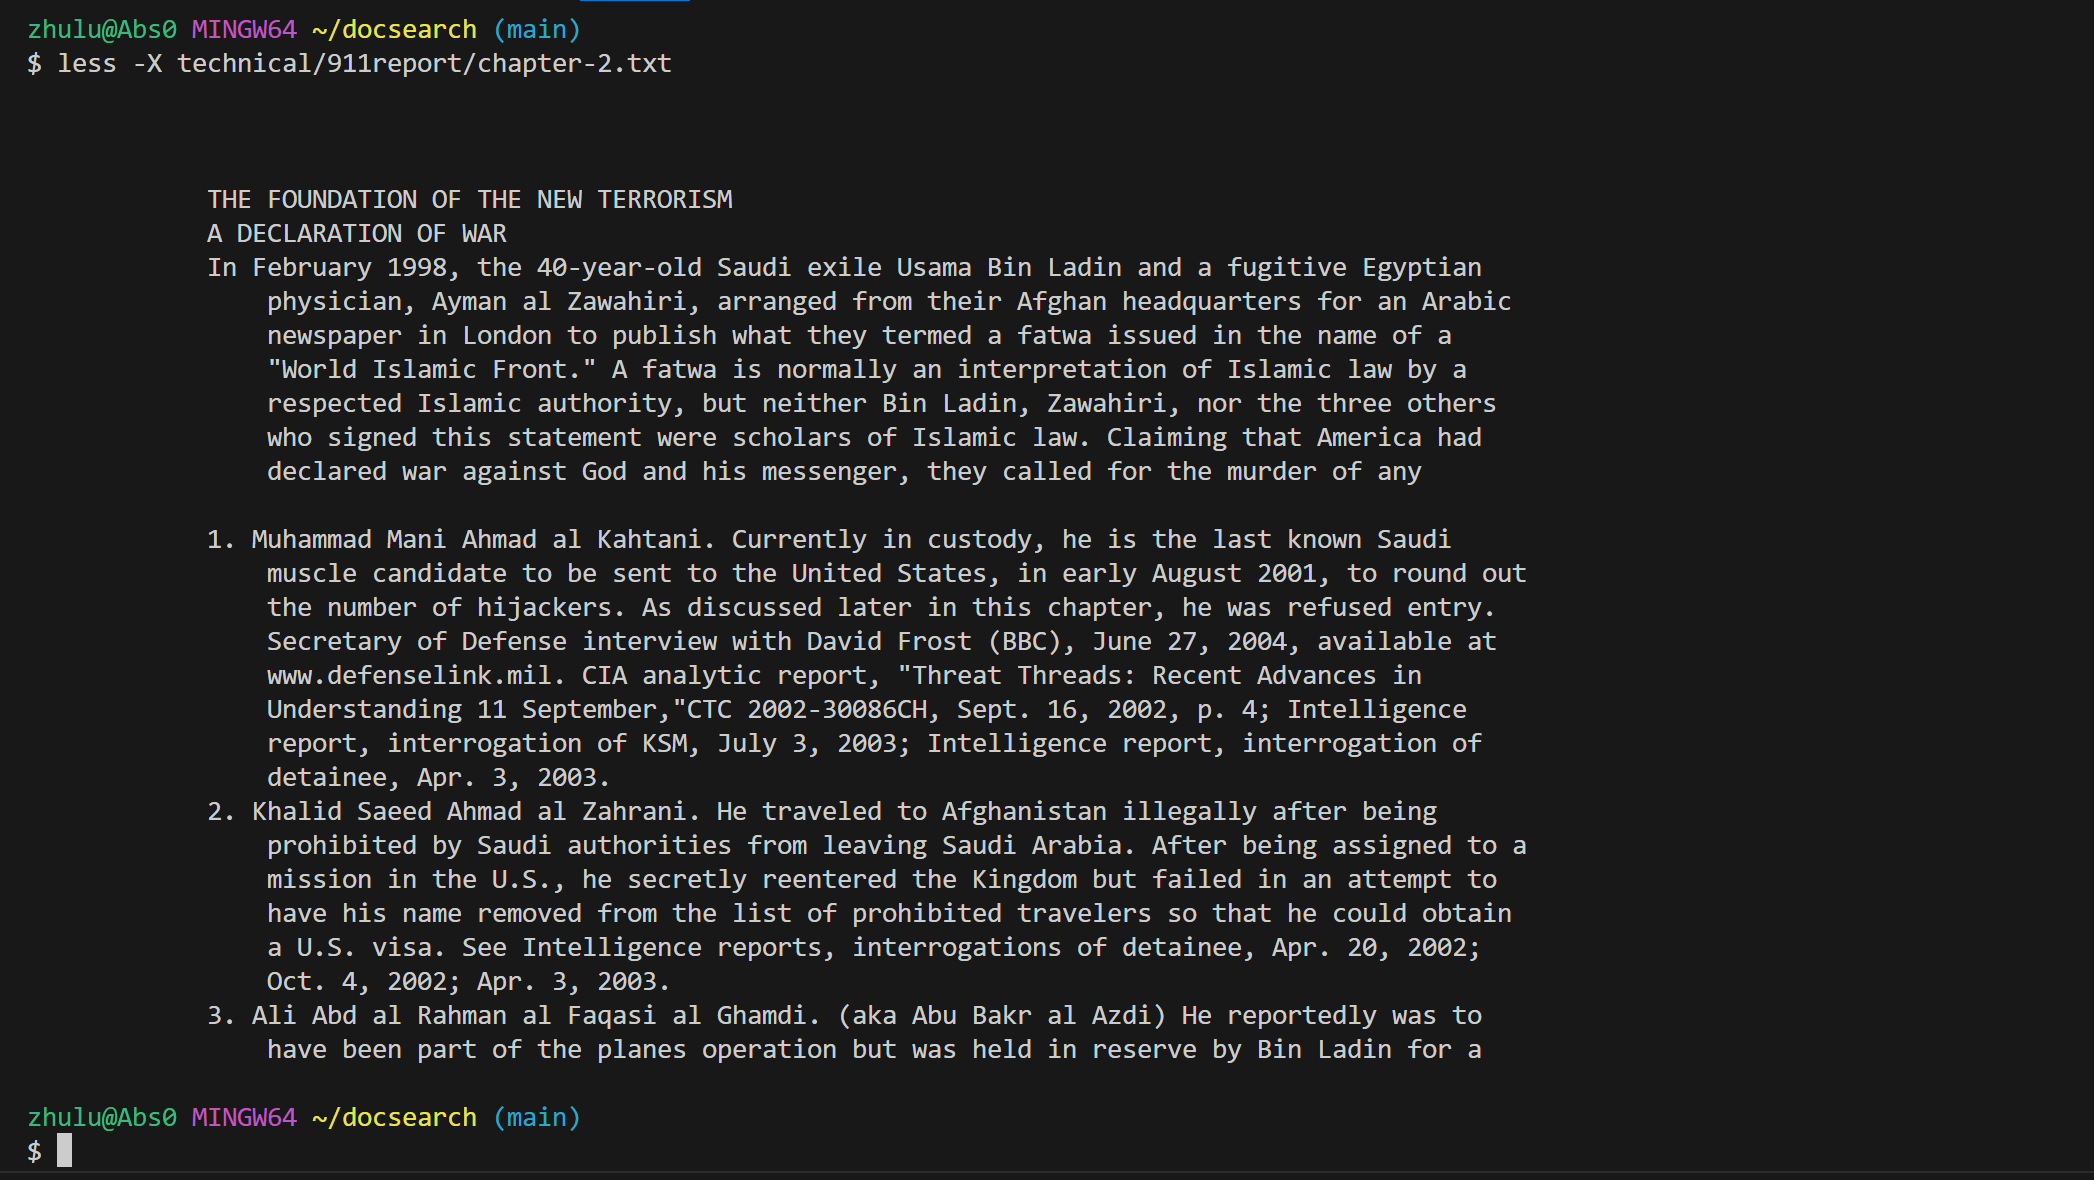 zhulu@Abs0 MINGW64 ~/docsearch (main)
$ less -X technical/911report/chapter-2.txt
THE FOUNDATION OF THE NEW TERRORISM
A DECLARATION OF WAR
In February 1998, the 40-year-old Saudi exile Usama Bin Ladin and a fugitive Egyptian
physician, Ayman al Zawahiri, arranged from their Afghan headquarters for an Arabic
newspaper in London to publish what they termed a fatwa issued in the name of a
"World Islamic Front." A fatwa is normally an interpretation of Islamic law by a
respected Islamic authority, but neither Bin Ladin, Zawahiri, nor the three others
who signed this statement were scholars of Islamic law. Claiming that America had
declared war against God and his messenger, they called for the murder of any
1. Muhammad Mani Ahmad al Kahtani. Currently in custody, he is the last known Saudi
muscle candidate to be sent to the United States, in early August 2001, to round out
the number of hijackers. As discussed later in this chapter, he was refused entry.
Secretary of Defense interview with David Frost (BBC), June 27, 2004, available at
www.defenselink.mil. CIA analytic report, "Threat Threads: Recent Advances in
Understanding 11 September,"CTC 2002-30086CH, Sept. 16, 2002, p. 4; Intelligence
report, interrogation of KSM, July 3, 2003; Intelligence report, interrogation of
detainee, Apr. 3, 2003.
2. Khalid Saeed Ahmad al Zahrani. He traveled to Afghanistan illegally after being
prohibited by Saudi authorities from leaving Saudi Arabia. After being assigned to a
mission in the U.S., he secretly reentered the Kingdom but failed in an attempt to
have his name removed from the list of prohibited travelers so that he could obtain
a U.S. visa. See Intelligence reports, interrogations of detainee, Apr. 20, 2002;
Oct. 4, 2002; Apr. 3, 2003.
3. Ali Abd al Rahman al Faqasi al Ghamdi. (aka Abu Bakr al Azdi) He reportedly was to
have been part of the planes operation but was held in reserve by Bin Ladin for a
zhulu@Abs0 MINGW64 ~/docsearch (main)
$